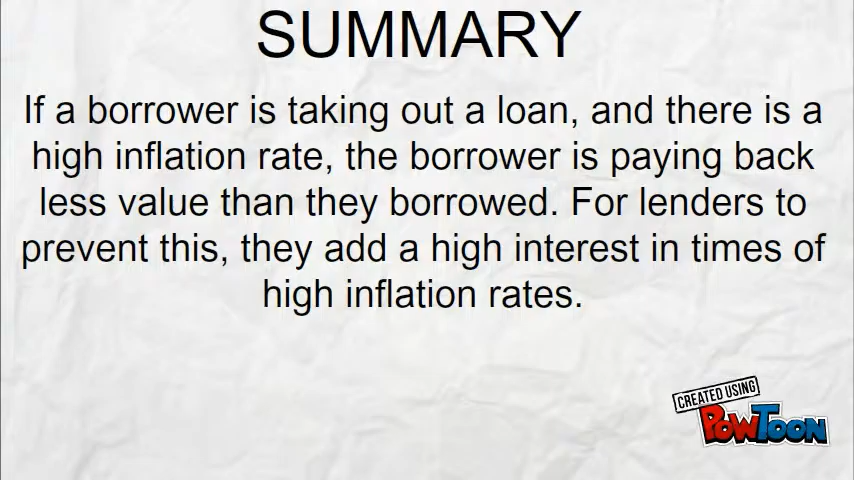 SUMMARY
If a borrower is taking out a loan, and there is a
high inflation rate, the borrower is paying back
less value than they borrowed. For lenders to
prevent this, they add a high interest in times of
high inflation rates.
CREATED USING
POWTOON